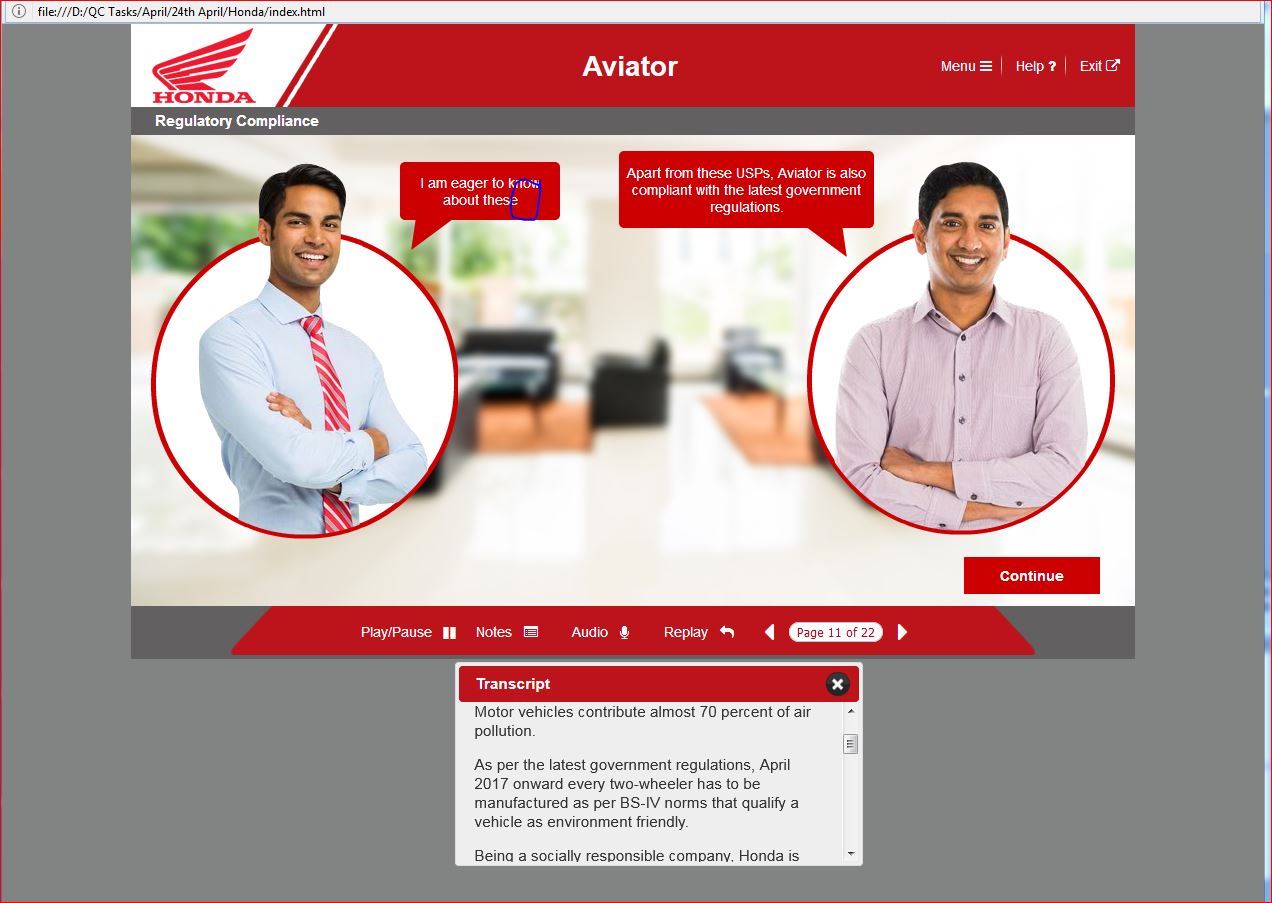 file:///D:/QC Tasks/April/24th April/Honda/index.html
HONDA
Aviator
Menu
Help ?
Exit
Regulatory Compliance
I am eager to know
about these
Apart from these USPs, Aviator is also
compliant with the latest government
regulations.
Continue
Play/Pause
Notes
Audio
Replay
Page 11 of 22
Transcript
Motor vehicles contribute almost 70 percent of air
pollution.
As per the latest government regulations, April
2017 onward every two-wheeler has to be
manufactured as per BS-IV norms that qualify a
vehicle as environment friendly.
Being a socially responsible company, Honda is